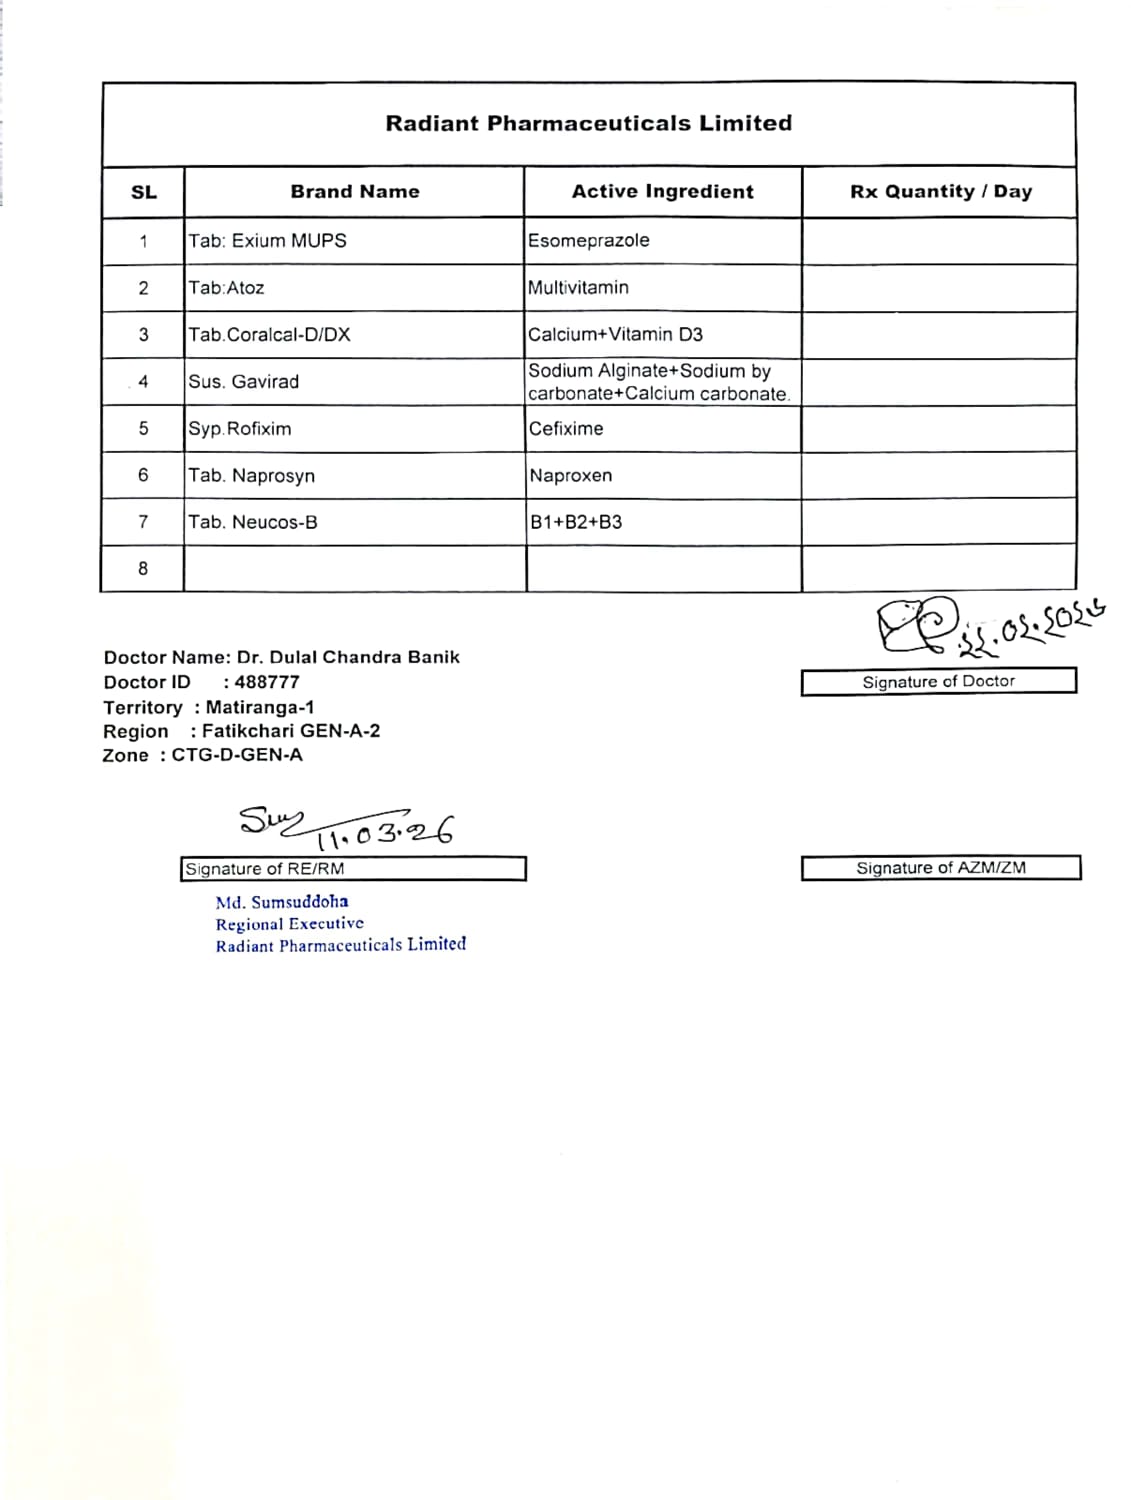 Radiant Pharmaceuticals Limited
SL Brand Name Active Ingredient Rx Quantity / Day
1 Tab: Exium MUPS Esomeprazole
2 Tab:Atoz Multivitamin
3 Tab.Coralcal-D/DX Calcium+Vitamin D3
4 Sus. Gavirad Sodium Alginate+Sodium by
carbonate+Calcium carbonate.
5 Syp.Rofixim Cefixime
6 Tab. Naprosyn Naproxen
7 Tab. Neucos-B B1+B2+B3
8
Doctor Name: Dr. Dulal Chandra Banik
Doctor ID : 488777
Signature of Doctor
Territory : Matiranga-1
Region : Fatikchari GEN-A-2
Zone : CTG-D-GEN-A
11.03.26
Signature of RE/RM
Signature of AZM/ZM
Md. Sumsuddoha
Regional Executive
Radiant Pharmaceuticals Limited